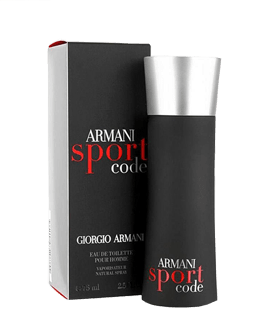 ARMANI
sport
code
GIORGIO ARMANI
EAU DE TOILETTE
POUR HOMME
VAPORISATEUR
NATURAL SPRAY
ARMANI
sport
code